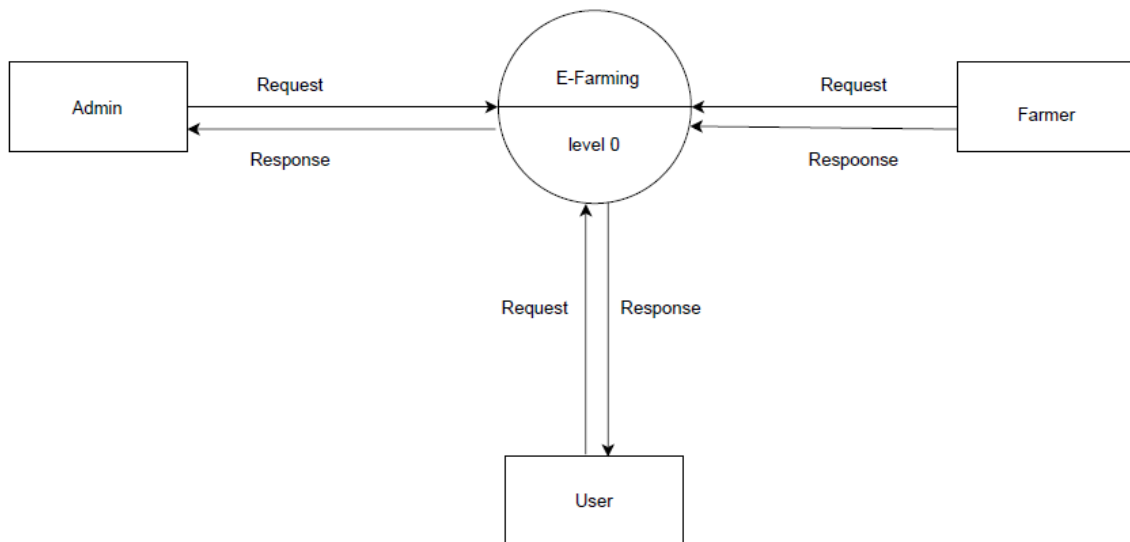 E-Farming
Request
Request
Admin
Farmer
level 0
Response
Respoonse
Request
Response
User